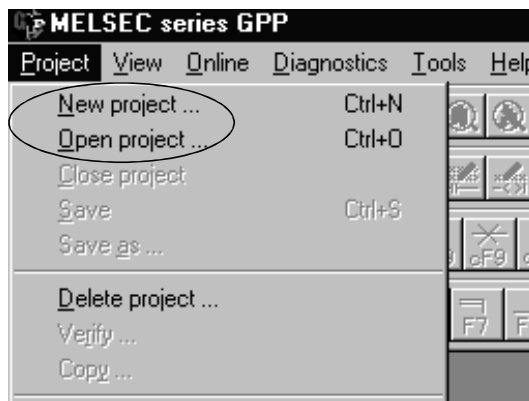 MELSEC series GPP
Project View Online Diagnostics Tools Help
New project ... Ctrl+N
Open project ... Ctrl+O
Close project
Save Ctrl+S
Save as ...
cF9
Delete project ...
F7
Verify ...
Copy ...